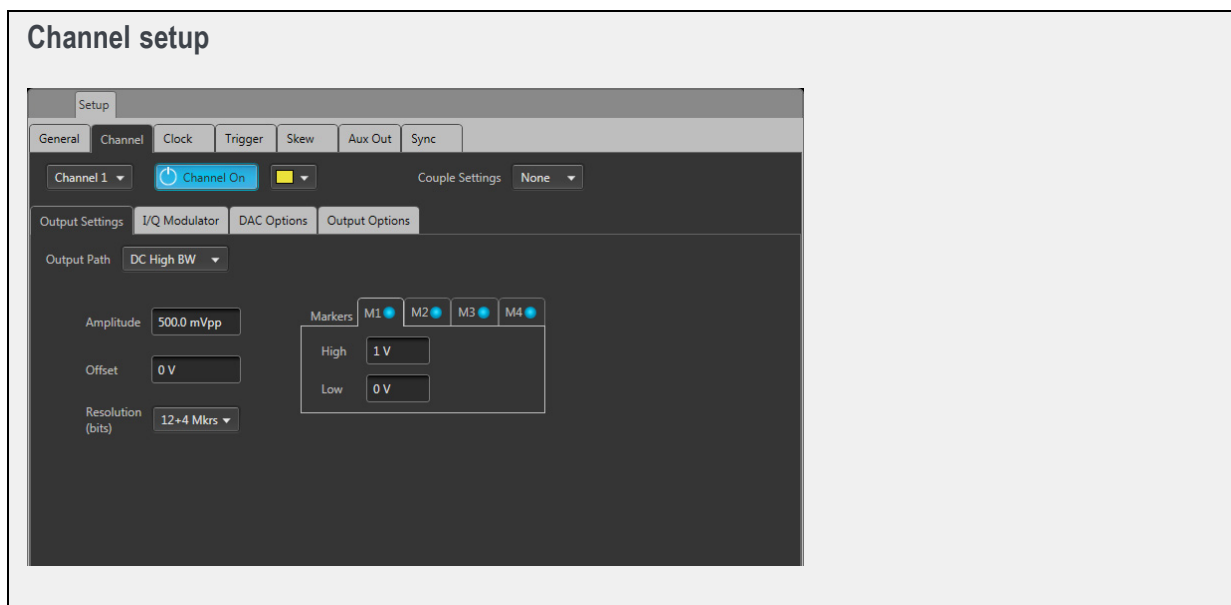 Channel setup
Setup
General Channel Clock Trigger Skew Aux Out Sync
Channel 1 Channel On Couple Settings None
Output Settings I/Q Modulator DAC Options Output Options
Output Path DC High BW
Markers M1 M2 M3 M4
Amplitude 500.0 mVpp
High 1 V
Offset 0 V
Low 0 V
Resolution
(bits)
12+4 Mkrs